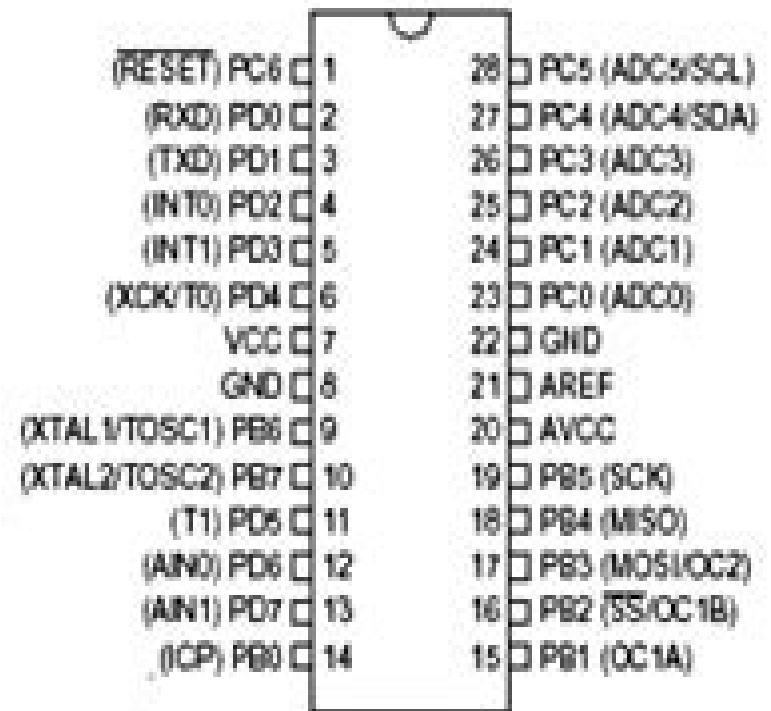 (RESET) PC6 1
(RXD) PD0 2
(TXD) PD1 3
(INT0) PD2 4
(INT1) PD3 5
(XCK/T0) PD4 6
VCC 7
GND 8
(XTAL1/TOSC1) PB6 9
(XTAL2/TOSC2) PB7 10
(T1) PD5 11
(AIN0) PD6 12
(AIN1) PD7 13
(ICP) PB0 14
28 PC5 (ADC5/SCL)
27 PC4 (ADC4/SDA)
26 PC3 (ADC3)
25 PC2 (ADC2)
24 PC1 (ADC1)
23 PC0 (ADC0)
22 GND
21 AREF
20 AVCC
19 PB5 (SCK)
18 PB4 (MISO)
17 PB3 (MOSI/OC2)
16 PB2 (SS/OC1B)
15 PB1 (OC1A)